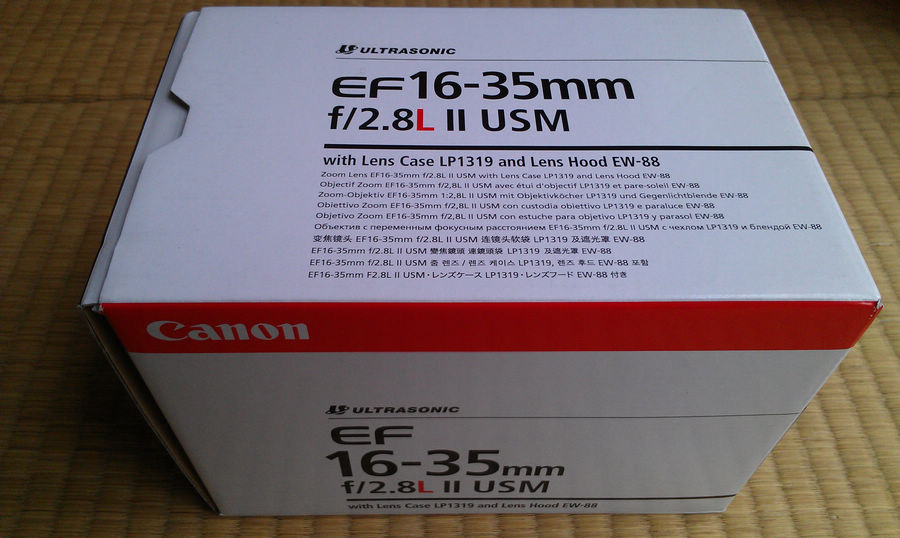 ULTRASONIC
EF16-35mm
f/2.8L II USM
with Lens Case LP1319 and Lens Hood EW-88
Zoom Lens EF16-35mm f/2.8L II USM with Lens Case LP1319 and Lens Hood EW-88
Objectif Zoom EF16-35mm f/2,8L II USM avec étui d'objectif LP1319 et pare-soleil EW-88
Zoom-Objektiv EF16-35mm 1:2,8L II USM mit Objektivköcher LP1319 und Gegenlichtblende EW-88
Obiettivo Zoom EF16-35mm f/2,8L II USM con custodia obiettivo LP1319 e paraluce EW-88
Objetivo Zoom EF16-35mm f/2,8L II USM con estuche para objetivo LP1319 y parasol EW-88
Объектив с переменным фокусным расстоянием EF16-35mm f/2.8L II USM с чехлом LP1319 и блендой EW-88
变焦镜头 EF16-35mm f/2.8L II USM 连镜头软袋 LP1319 及遮光罩 EW-88
EF16-35mm f/2.8L II USM 變焦鏡頭 連鏡頭袋 LP1319 及遮光罩 EW-88
EF16-35mm f/2.8L II USM 줌 렌즈 / 렌즈 케이스 LP1319, 렌즈 후드 EW-88 포함
EF16-35mm F2.8L II USM・レンズケース LP1319・レンズフード EW-88 付き
Canon
ULTRASONIC
EF
16-35mm
f/2.8L II USM
with Lens Case LP1319 and Lens Hood EW-88